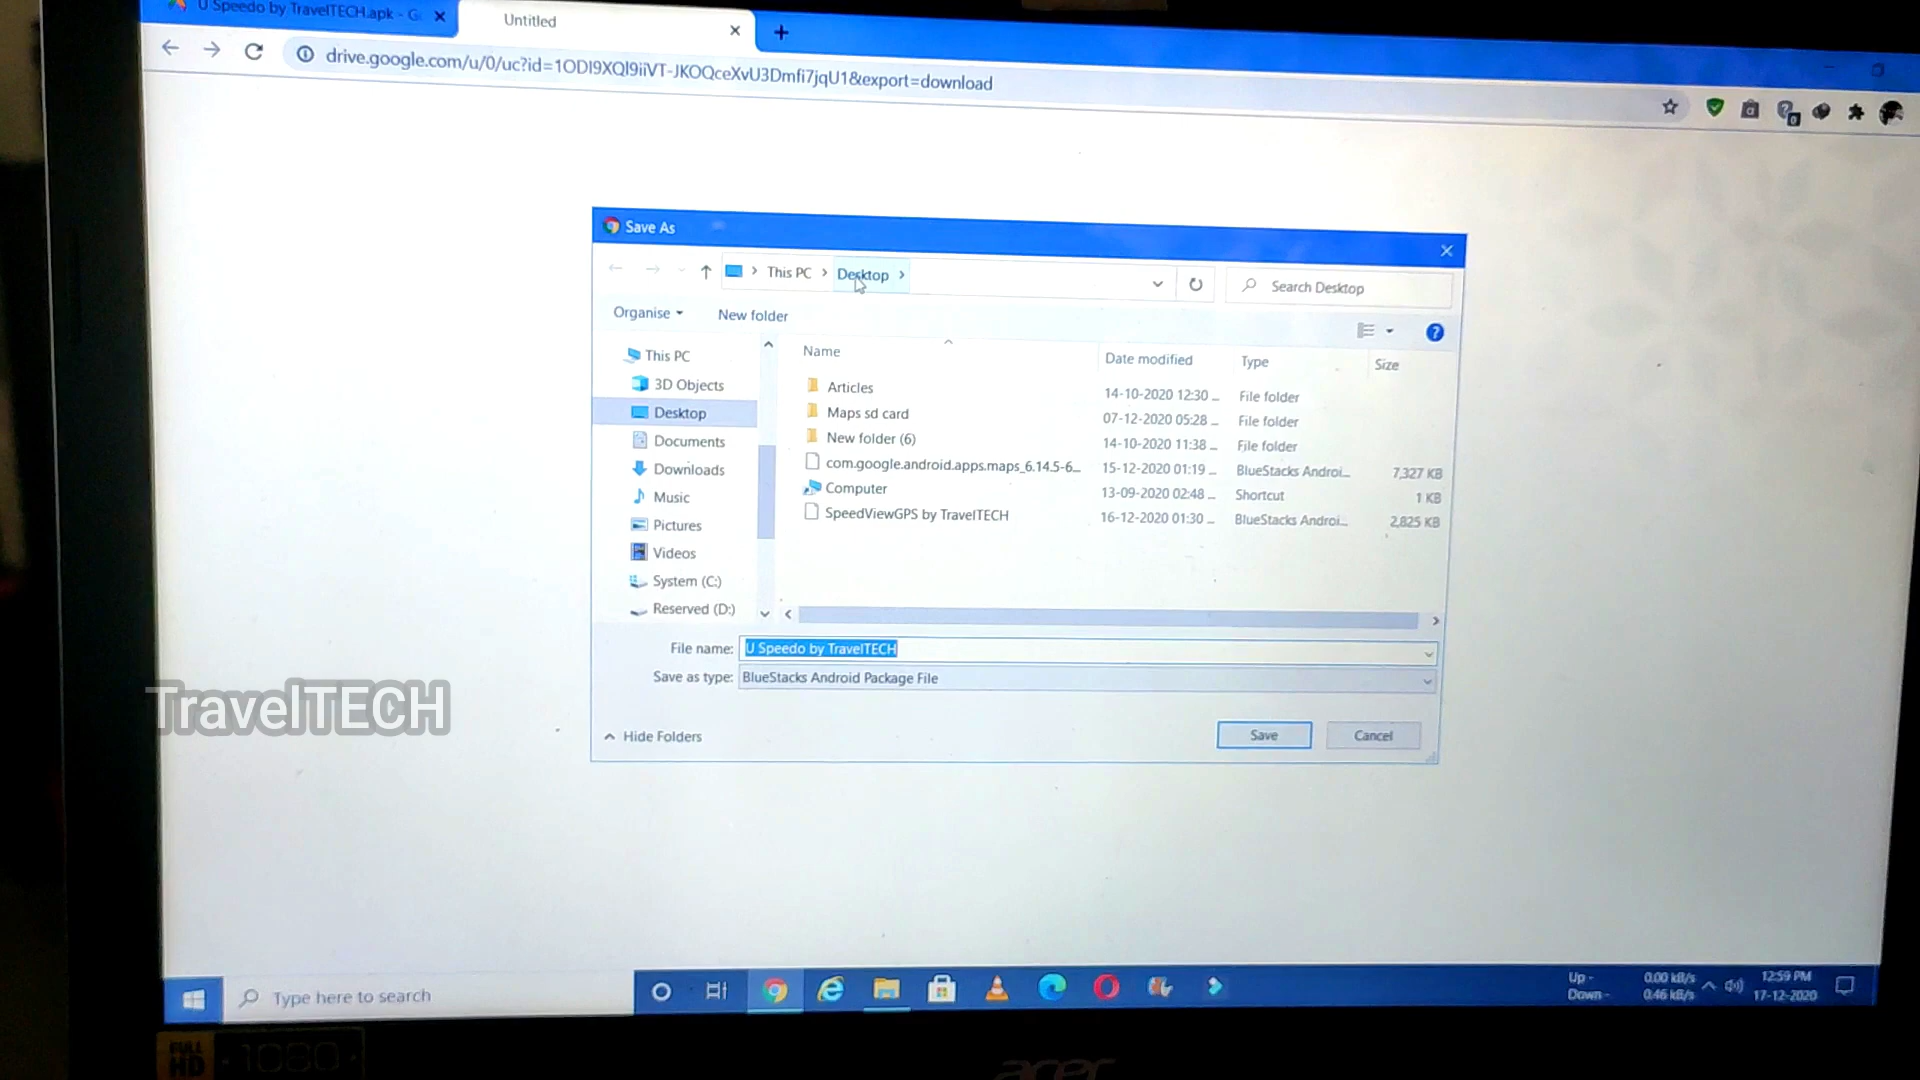 U Speedo by TravelTECH.apk - G
Untitled
drive.google.com/u/0/uc?id=1ODI9XQl9iiVT-JKOQceXvU3Dmfi7jqU1&export=download
Save As
This PC
Desktop
Search Desktop
Organise
New folder
Name
Date modified
Type
Size
This PC
3D Objects
Desktop
Documents
Downloads
Music
Pictures
Videos
System (C:)
Reserved (D:)
Articles 14-10-2020 12:30 ... File folder
Maps sd card 07-12-2020 05:28 ... File folder
New folder (6) 14-10-2020 11:38 ... File folder
com.google.android.apps.maps_6.14.5-6... 15-12-2020 01:19 ... BlueStacks Androi... 7,327 KB
Computer 13-09-2020 02:48 ... Shortcut 1 KB
SpeedViewGPS by TravelTECH 16-12-2020 01:30 ... BlueStacks Androi... 2,825 KB
File name: U Speedo by TravelTECH
Save as type: BlueStacks Android Package File
Hide Folders
Save
Cancel
TravelTECH
Type here to search
Up -
Down -
0.00 kB/s
0.46 kB/s
12:59 PM
17-12-2020
FULL
HD
1080
acer